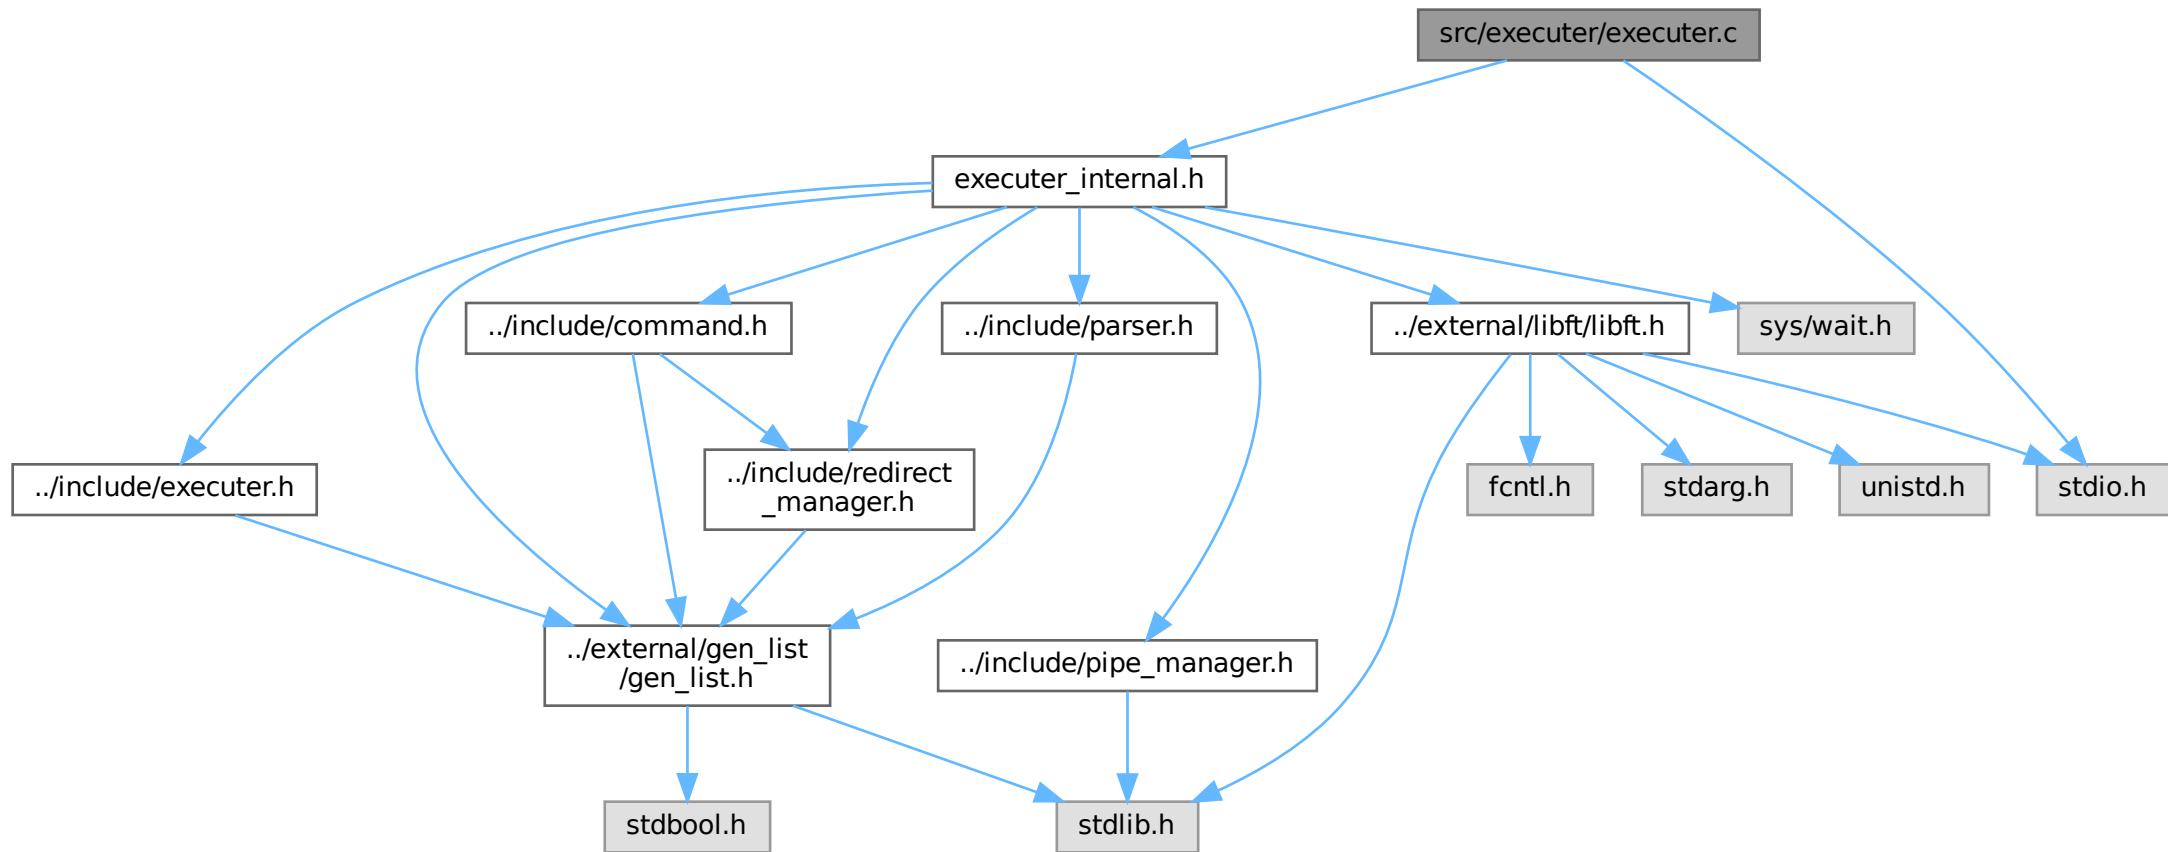 src/executer/executer.c
executer_internal.h
../include/command.h
../include/parser.h
../external/libft/libft.h
sys/wait.h
../include/executer.h
../include/redirect
_manager.h
fcntl.h
stdarg.h
unistd.h
stdio.h
../external/gen_list
/gen_list.h
../include/pipe_manager.h
stdbool.h
stdlib.h